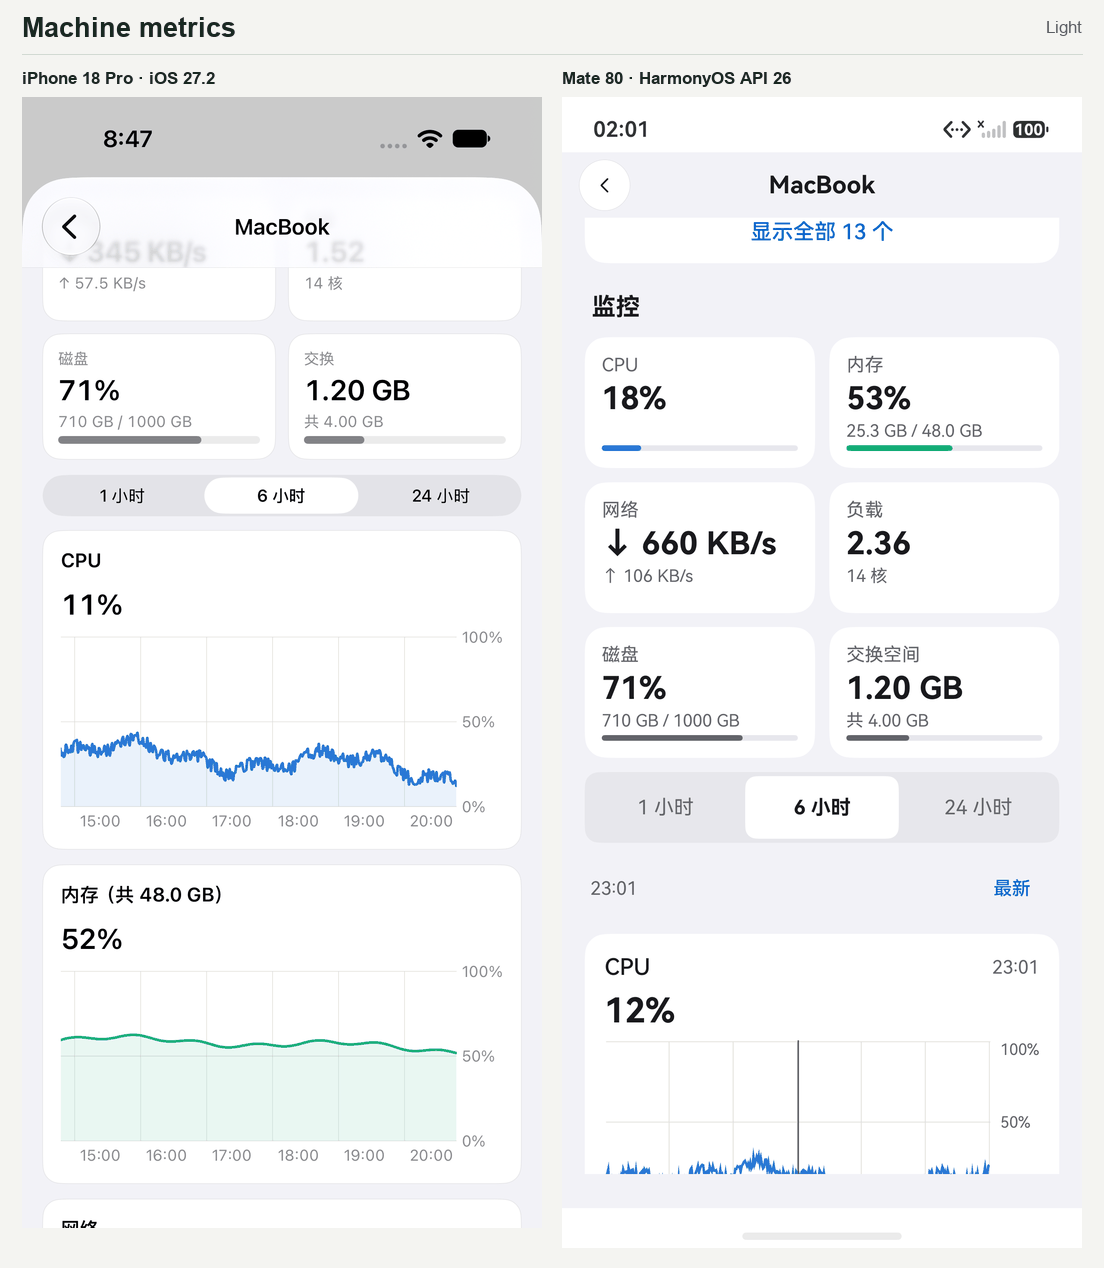 Machine metrics
Light
iPhone 18 Pro · iOS 27.2
8:47
MacBook
↓ 345 KB/s
1.52
↑ 57.5 KB/s
14 核
磁盘
交换
71%
1.20 GB
710 GB / 1000 GB
共 4.00 GB
1 小时
6 小时
24 小时
CPU
11%
100%
50%
0%
15:00
16:00
17:00
18:00
19:00
20:00
内存（共 48.0 GB）
52%
100%
50%
0%
15:00
16:00
17:00
18:00
19:00
20:00
网络
Mate 80 · HarmonyOS API 26
02:01
100
MacBook
显示全部 13 个
监控
CPU
内存
18%
53%
25.3 GB / 48.0 GB
网络
负载
↓ 660 KB/s
2.36
↑ 106 KB/s
14 核
磁盘
交换空间
71%
1.20 GB
710 GB / 1000 GB
共 4.00 GB
1 小时
6 小时
24 小时
23:01
最新
CPU
23:01
12%
100%
50%